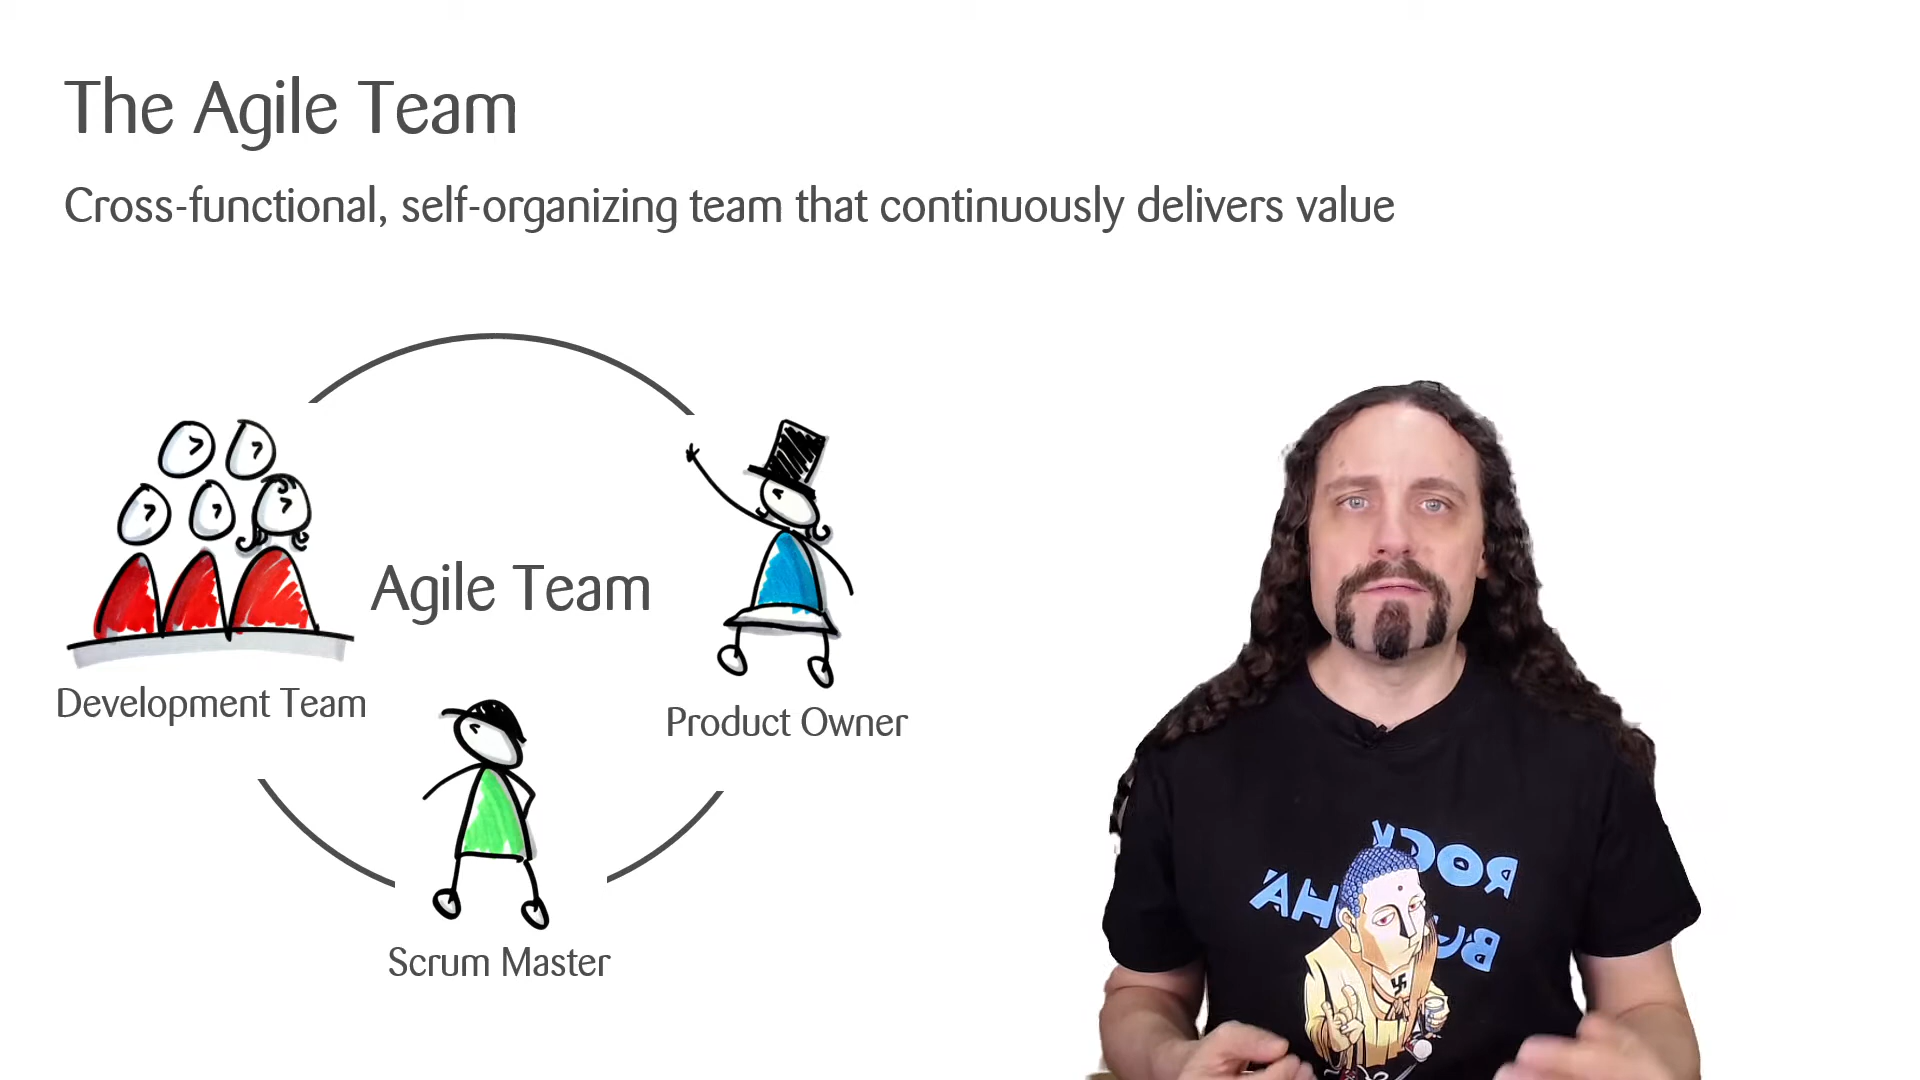 The Agile Team
Cross-functional, self-organizing team that continuously delivers value
Agile Team
Development Team
Product Owner
Scrum Master
ROCK